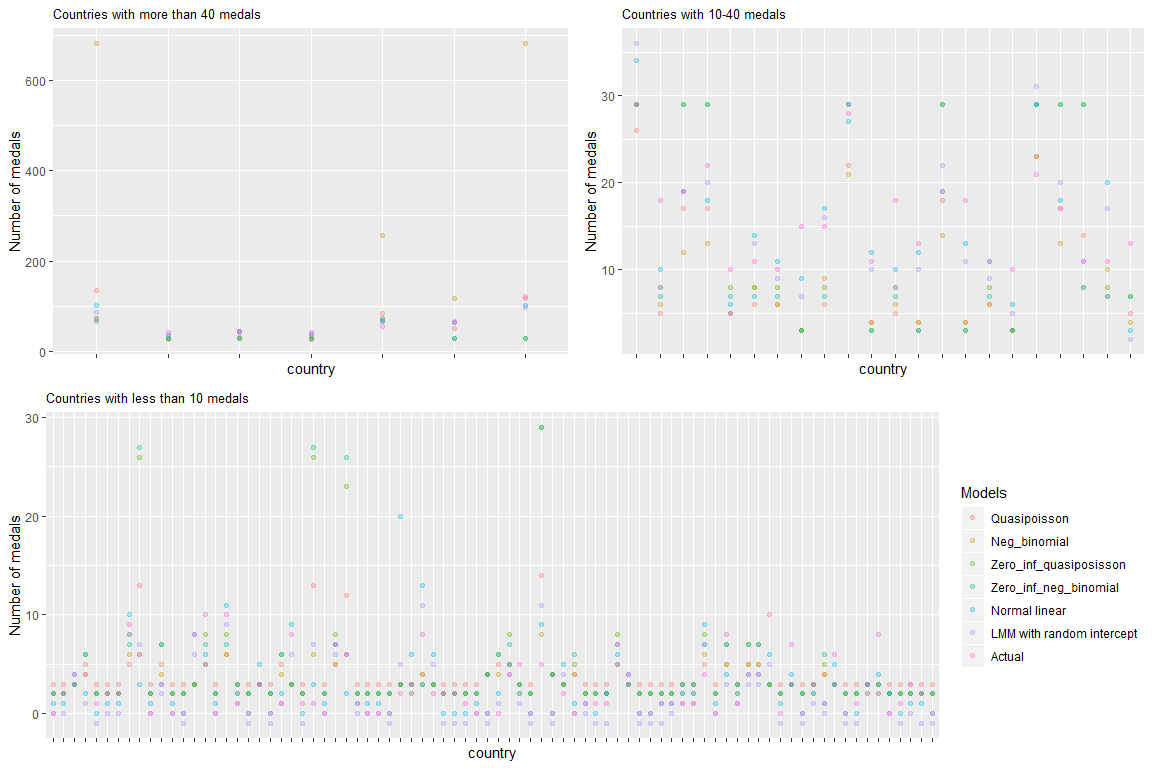 Countries with more than 40 medals
Number of medals
600
400
200
0
country
Countries with 10-40 medals
Number of medals
30
20
10
country
Countries with less than 10 medals
Number of medals
30
20
10
0
country
Models
Quasipoisson
Neg_binomial
Zero_inf_quasiposisson
Zero_inf_neg_binomial
Normal linear
LMM with random intercept
Actual